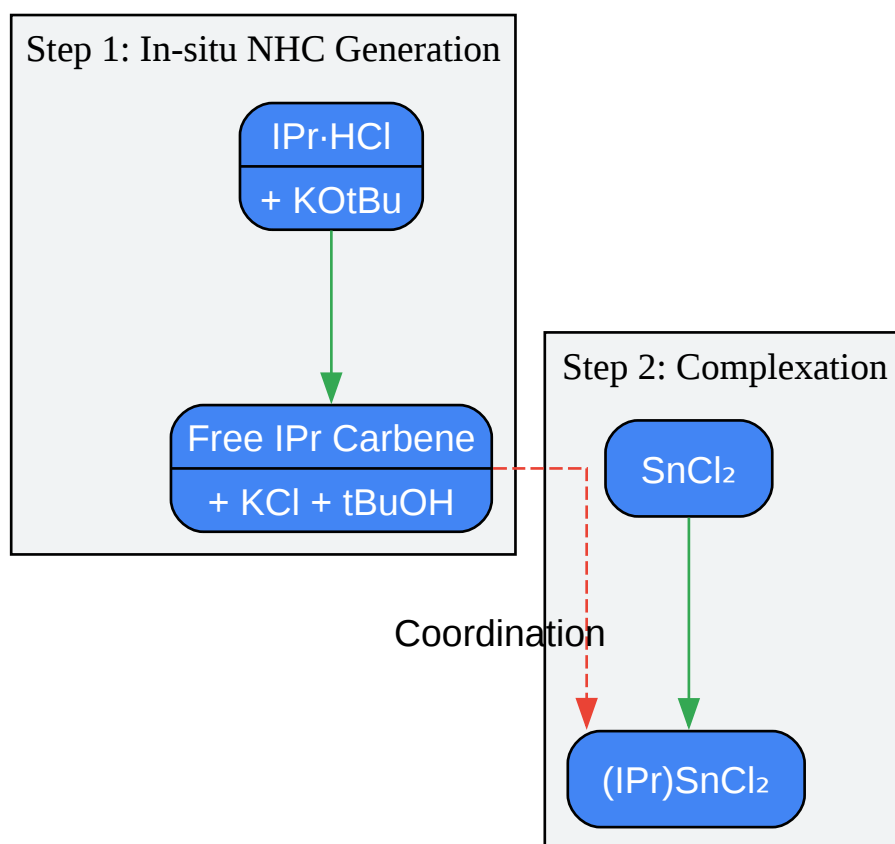 Step 1: In-situ NHC Generation
IPr·HCl
+ KOtBu
Free IPr Carbene
+ KCl + tBuOH
Coordination
Step 2: Complexation
SnCl₂
(IPr)SnCl₂